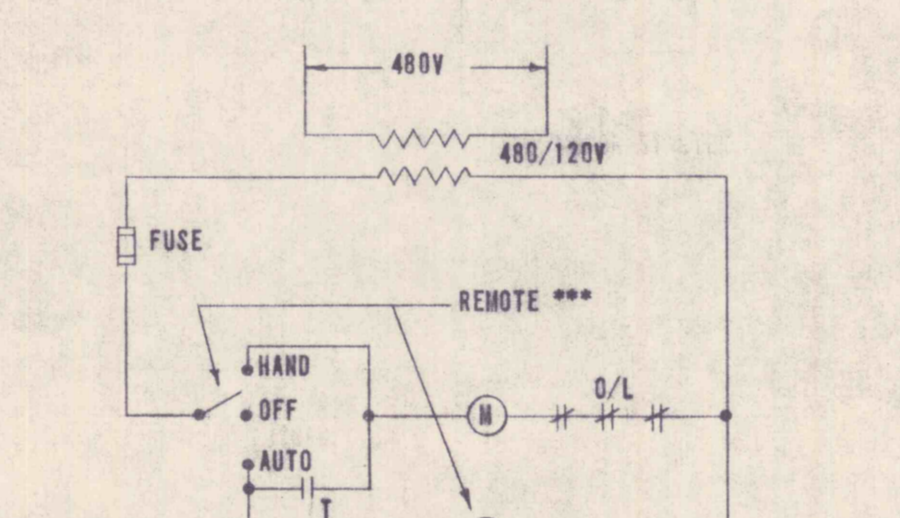 480V
480/120V
FUSE
REMOTE ***
HAND
O/L
OFF
M
AUTO
T